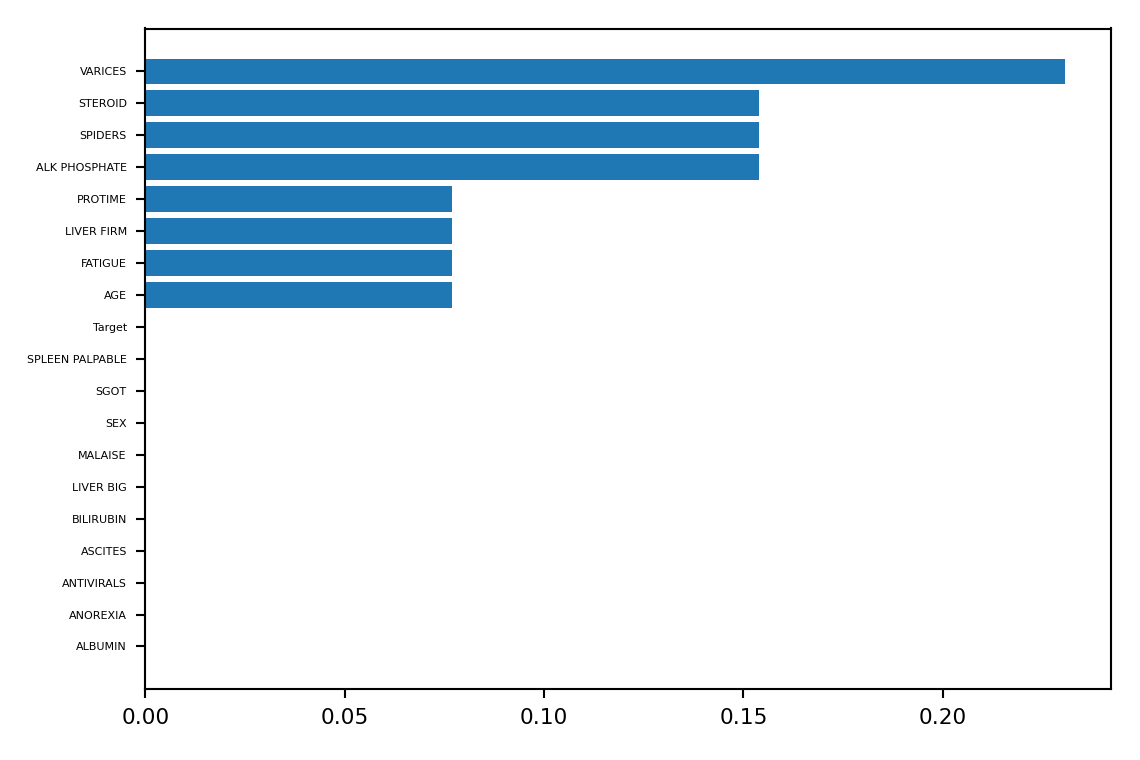 VARICES
STEROID
SPIDERS
ALK PHOSPHATE
PROTIME
LIVER FIRM
FATIGUE
AGE
Target
SPLEEN PALPABLE
SGOT
SEX
MALAISE
LIVER BIG
BILIRUBIN
ASCITES
ANTIVIRALS
ANOREXIA
ALBUMIN
0.00 0.05 0.10 0.15 0.20